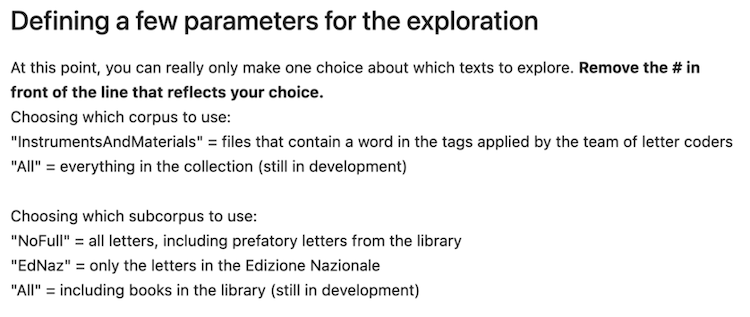 Defining a few parameters for the exploration
At this point, you can really only make one choice about which texts to explore. Remove the # in
front of the line that reflects your choice.
Choosing which corpus to use:
"InstrumentsAndMaterials" = files that contain a word in the tags applied by the team of letter coders
"All" = everything in the collection (still in development)
Choosing which subcorpus to use:
"NoFull" = all letters, including prefatory letters from the library
"EdNaz" = only the letters in the Edizione Nazionale
"All" = including books in the library (still in development)